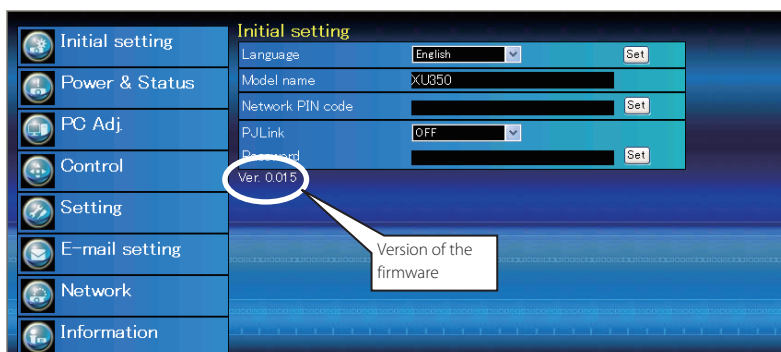 Initial setting
Power & Status
PC Adj.
Control
Setting
E-mail setting
Network
Information
Initial setting
Language English Set
Model name XU350
Network PIN code Set
PJLink OFF
Password Set
Ver. 0.015
Version of the
firmware